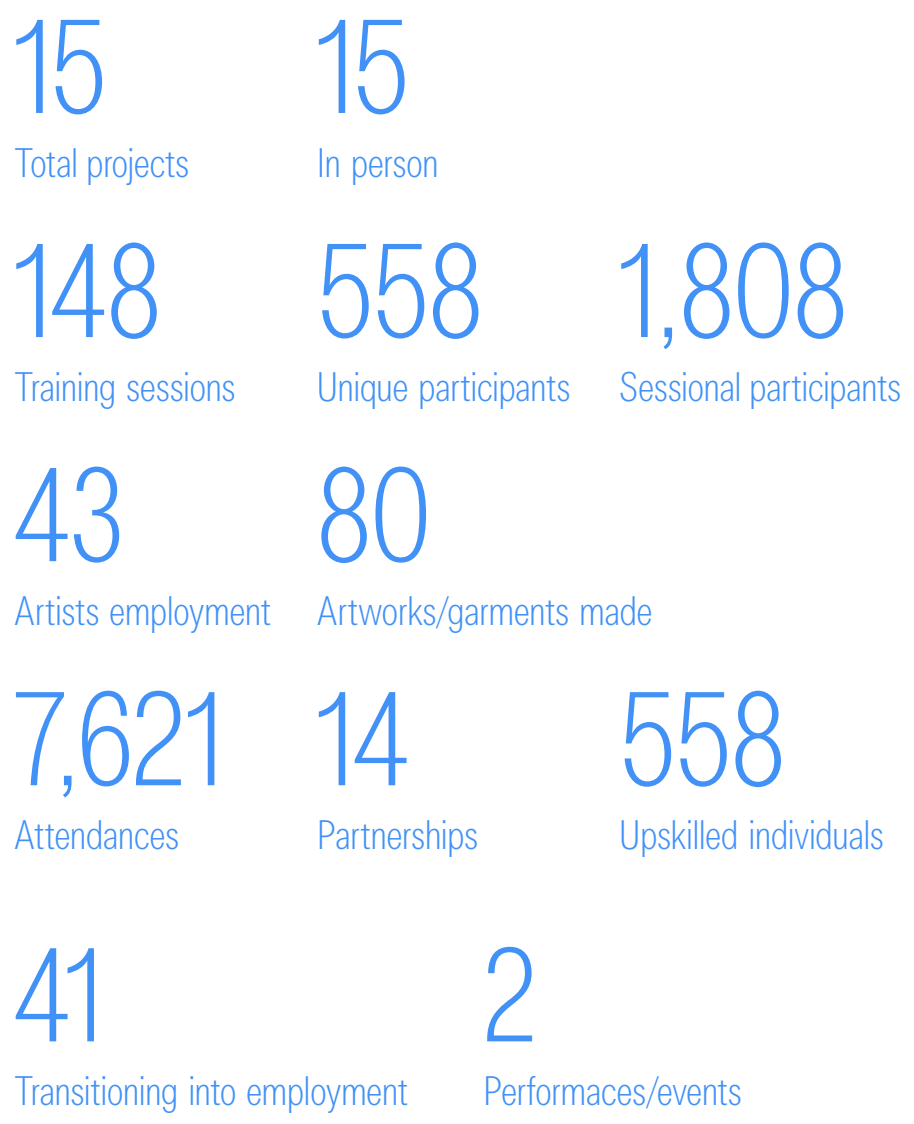 15 15
Total projects In person
148 558 1,808
Training sessions Unique participants Sessional participants
43 80
Artists employment Artworks/garments made
7,621 14 558
Attendances Partnerships Upskilled individuals
41 2
Transitioning into employment Performaces/events